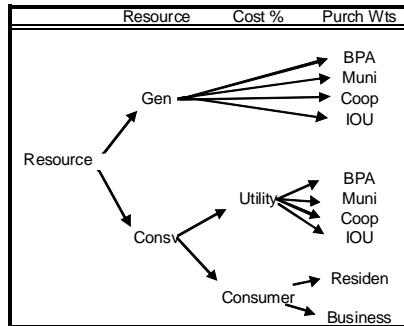 Resource Cost % Purch Wts
BPA
Muni
Gen
Coop
IOU
Resource
BPA
Utility
Muni
Coop
Consv
IOU
Residen
Consumer
Business